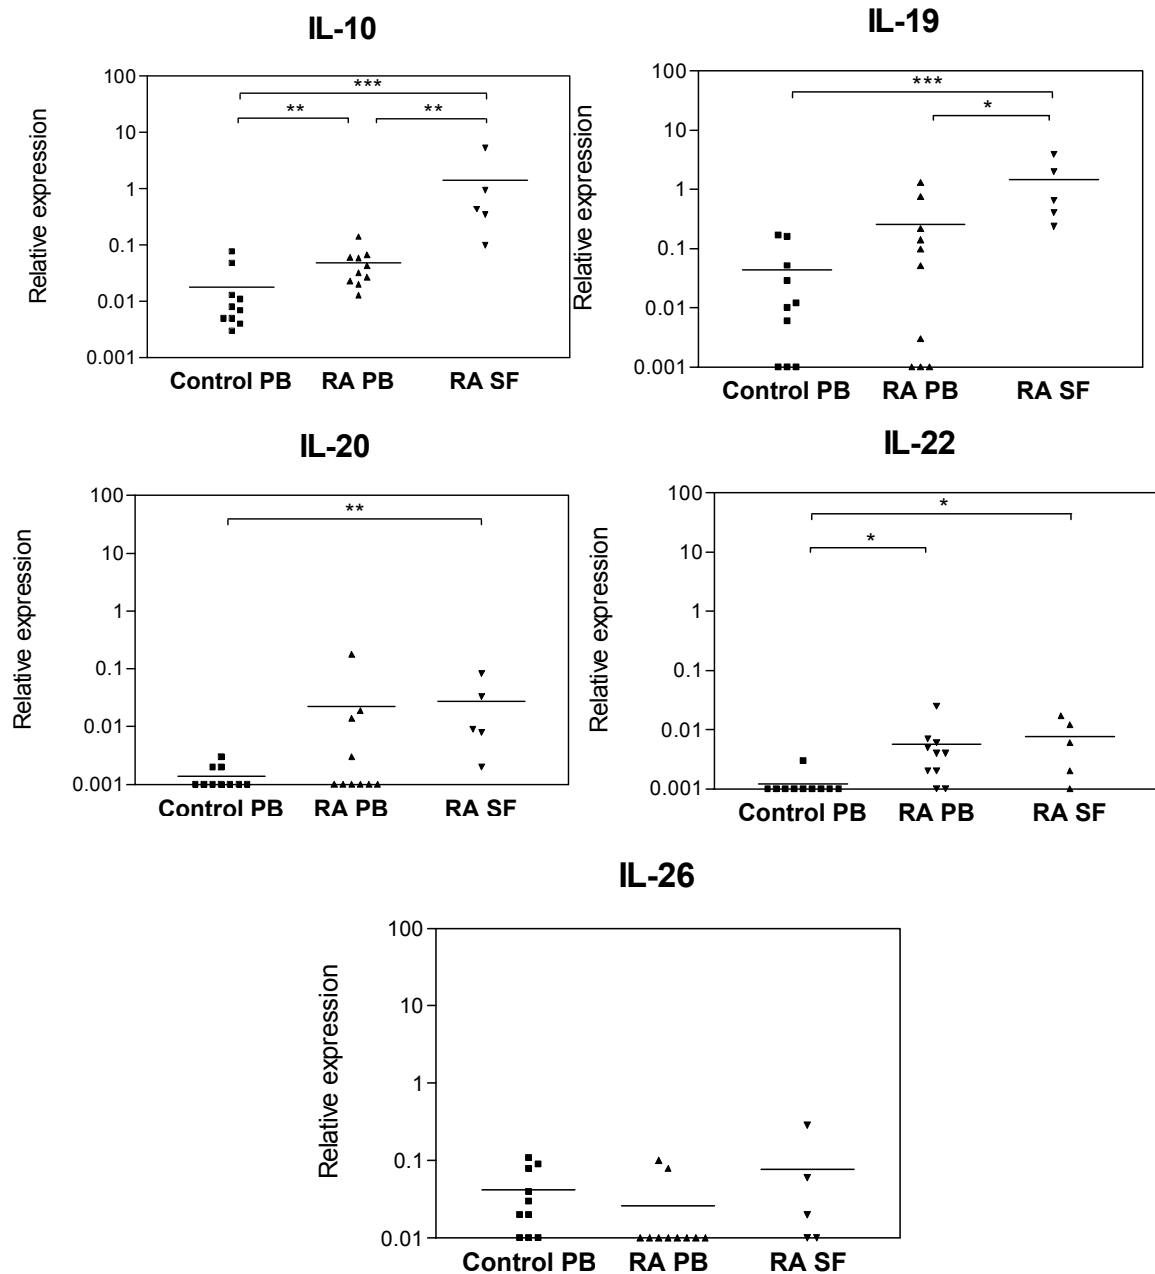 IL-10
Relative expression
100
10
1
0.1
0.01
0.001
***
**
**
Control PB RA PB RA SF
IL-19
Relative expression
100
10
1
0.1
0.01
0.001
***
*
Control PB RA PB RA SF
IL-20
Relative expression
100
10
1
0.1
0.01
0.001
**
Control PB RA PB RA SF
IL-22
Relative expression
100
10
1
0.1
0.01
0.001
*
*
Control PB RA PB RA SF
IL-26
Relative expression
100
10
1
0.1
0.01
Control PB RA PB RA SF